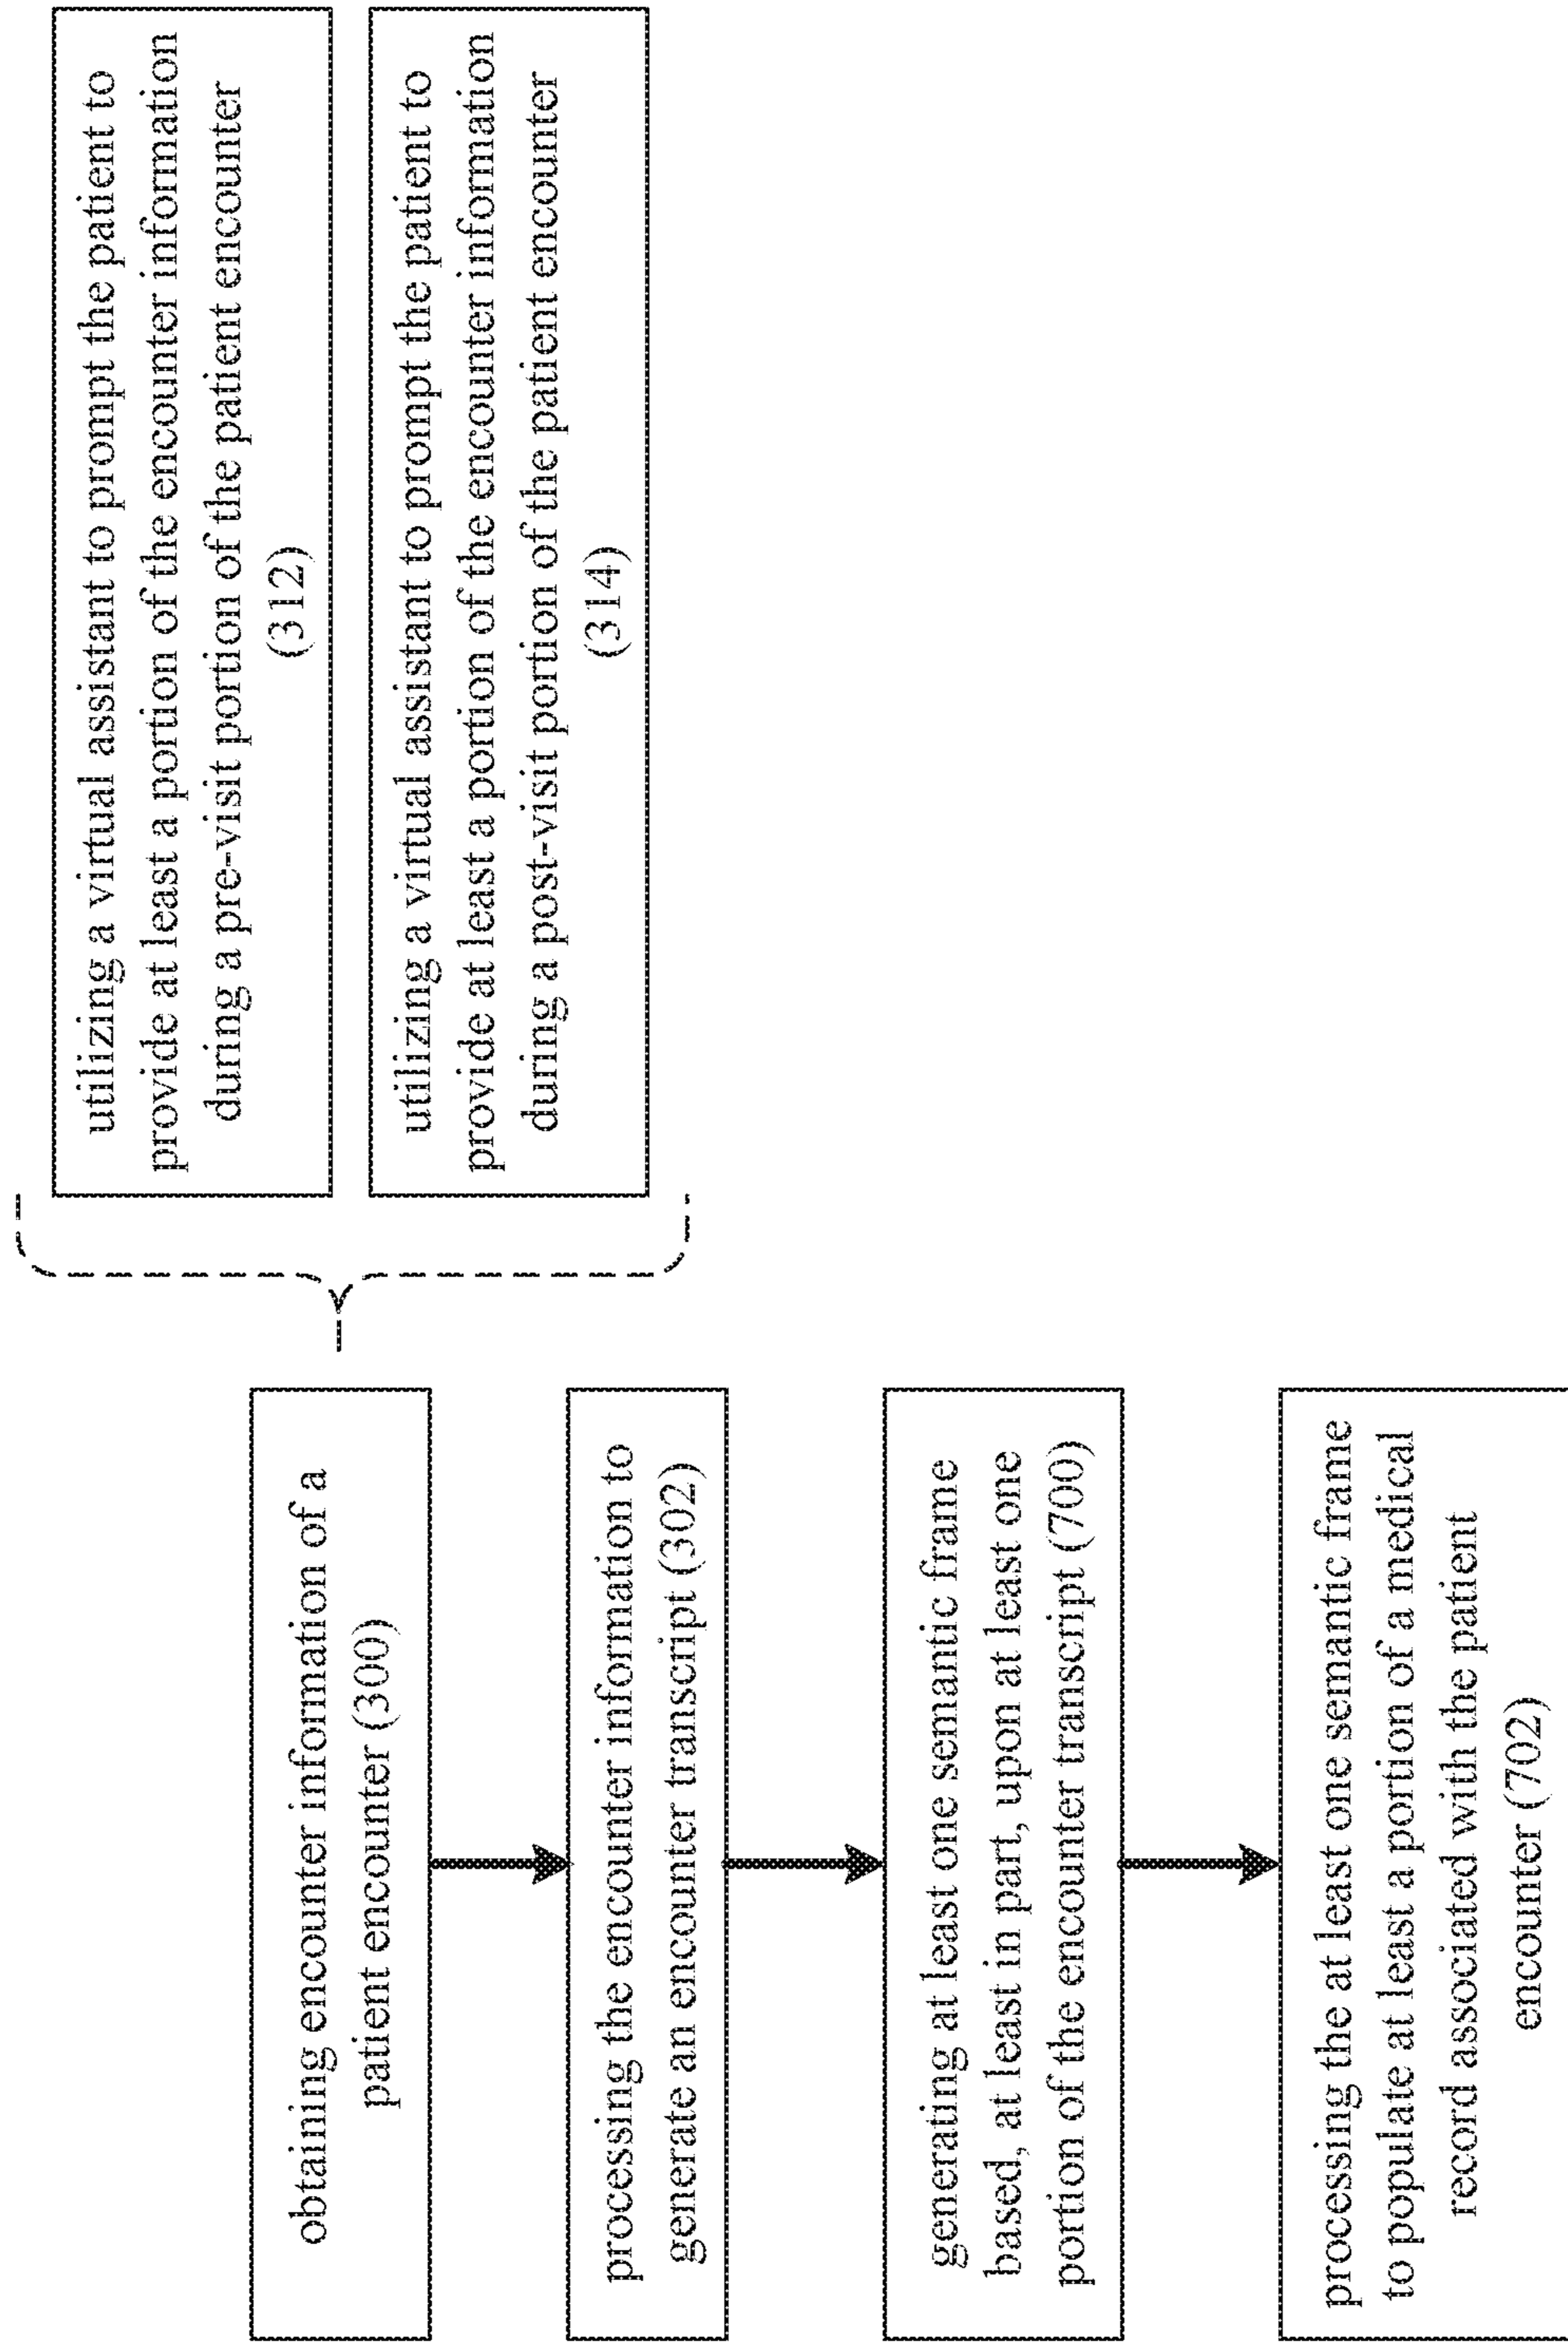 obtaining encounter information of a
patient encounter (300)
utilizing a virtual assistant to prompt the patient to
provide at least a portion of the encounter information
during a pre-visit portion of the patient encounter
(312)
utilizing a virtual assistant to prompt the patient to
provide at least a portion of the encounter information
during a post-visit portion of the patient encounter
(314)
processing the encounter information to
generate an encounter transcript (302)
generating at least one semantic frame
based, at least in part, upon at least one
portion of the encounter transcript (700)
processing the at least one semantic frame
to populate at least a portion of a medical
record associated with the patient
encounter (702)